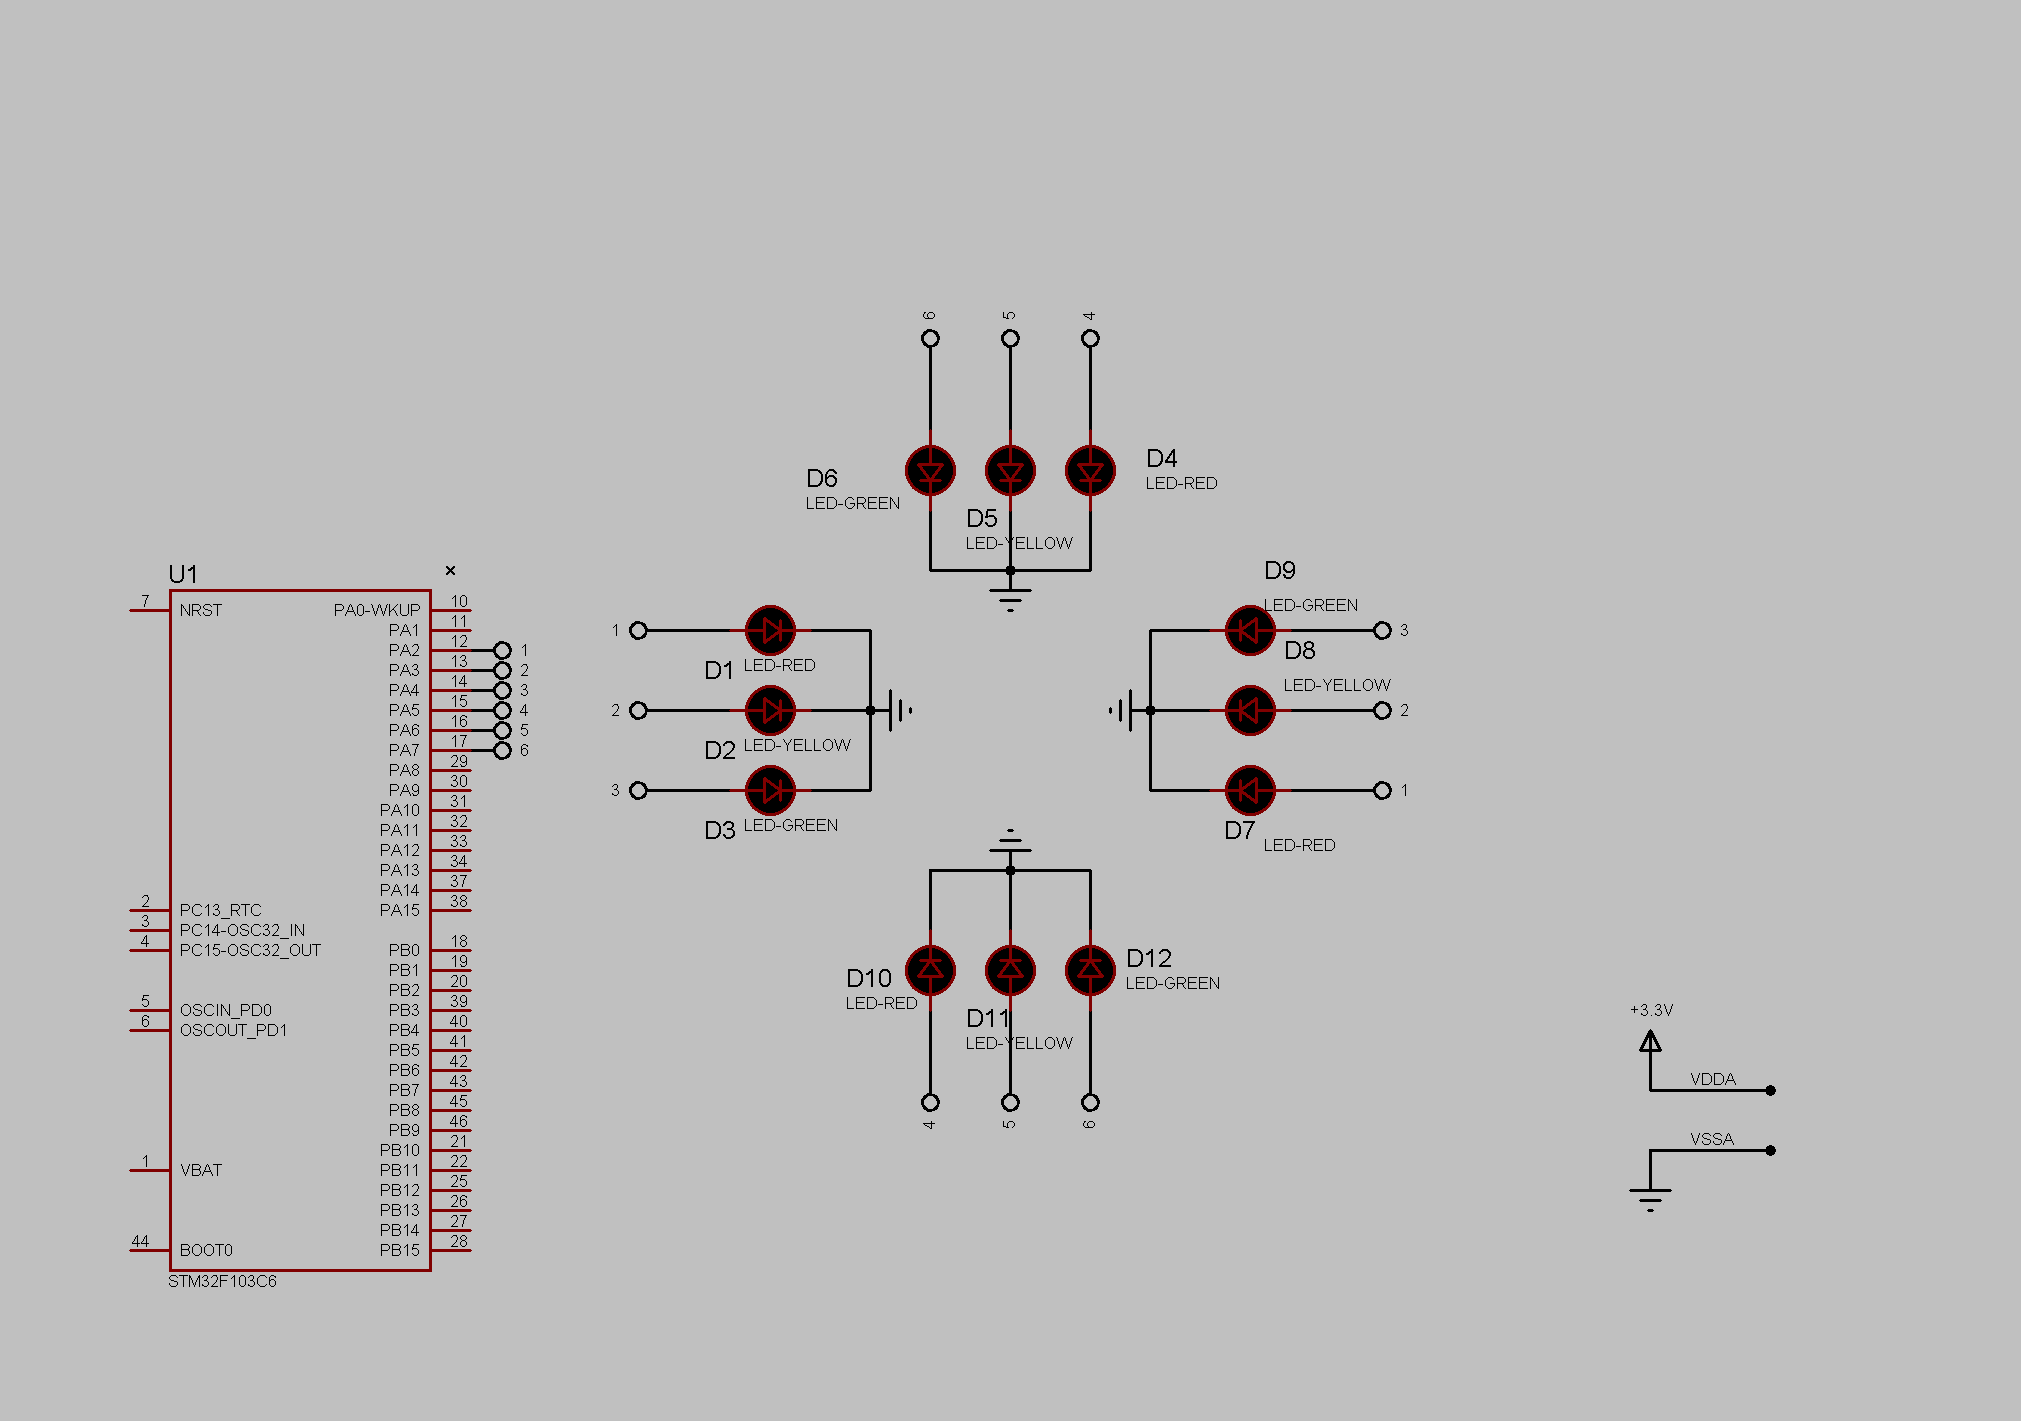 U1
7
NRST
2
PC13_RTC
3
PC14-OSC32_IN
4
PC15-OSC32_OUT
5
OSCIN_PD0
6
OSCOUT_PD1
1
VBAT
44
BOOT0
STM32F103C6
PA0-WKUP 10
PA1 11
PA2 12 1
PA3 13 2
PA4 14 3
PA5 15 4
PA6 16 5
PA7 17 6
PA8 29
PA9 30
PA10 31
PA11 32
PA12 33
PA13 34
PA14 37
PA15 38
PB0 18
PB1 19
PB2 20
PB3 39
PB4 40
PB5 41
PB6 42
PB7 43
PB8 45
PB9 46
PB10 21
PB11 22
PB12 25
PB13 26
PB14 27
PB15 28
6 5 4
D6
LED-GREEN
D5
LED-YELLOW
D4
LED-RED
1
D1 LED-RED
2
D2 LED-YELLOW
3
D3 LED-GREEN
D9
LED-GREEN
3
D8
LED-YELLOW
2
1
D7
LED-RED
D10
LED-RED
D11
LED-YELLOW
D12
LED-GREEN
4 5 6
+3.3V
VDDA
VSSA